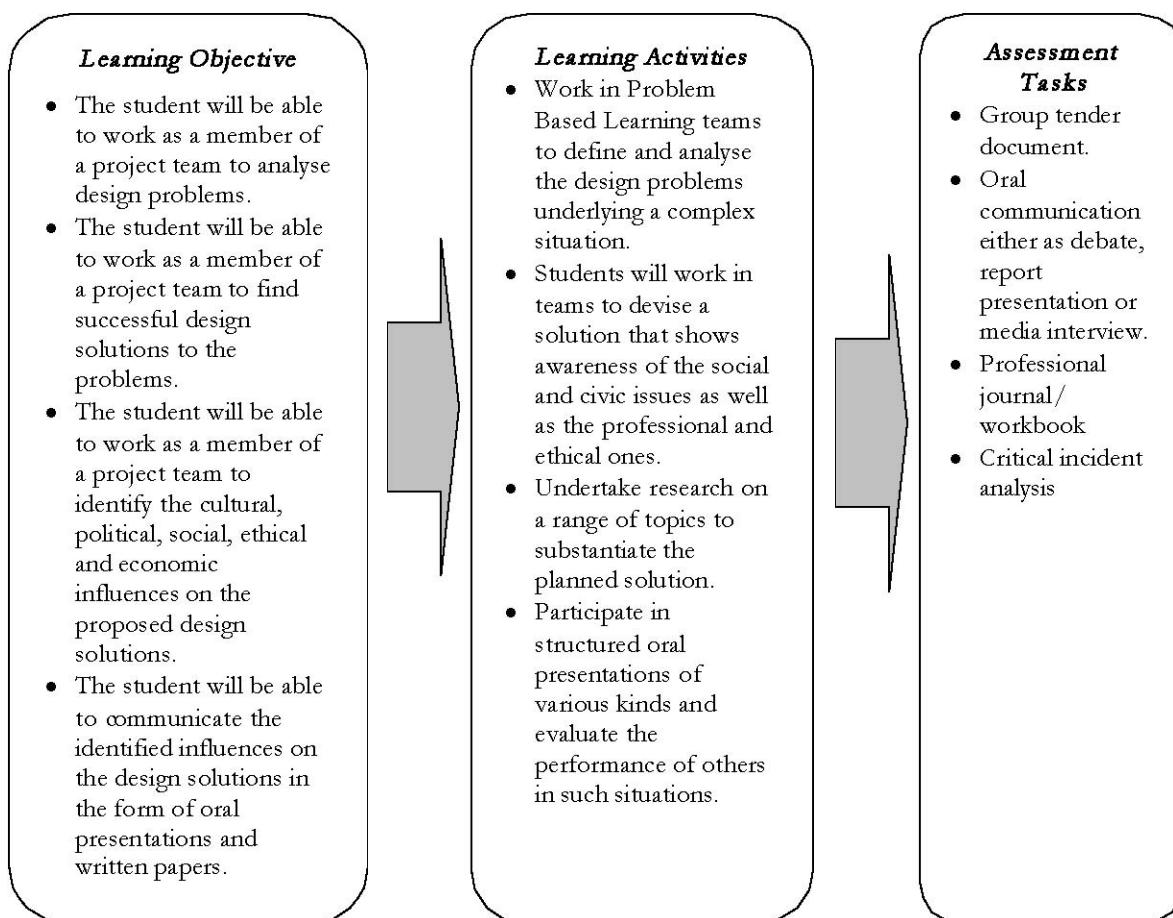 Learning Objective
● The student will be able
to work as a member of
a project team to analyse
design problems.
● The student will be able
to work as a member of
a project team to find
successful design
solutions to the
problems.
● The student will be able
to work as a member of
a project team to
identify the cultural,
political, social, ethical
and economic
influences on the
proposed design
solutions.
● The student will be able
to communicate the
identified influences on
the design solutions in
the form of oral
presentations and
written papers.
Learning Activities
● Work in Problem
Based Learning teams
to define and analyse
the design problems
underlying a complex
situation.
● Students will work in
teams to devise a
solution that shows
awareness of the social
and civic issues as well
as the professional and
ethical ones.
● Undertake research on
a range of topics to
substantiate the
planned solution.
● Participate in
structured oral
presentations of
various kinds and
evaluate the
performance of others
in such situations.
Assessment
Tasks
● Group tender
document.
● Oral
communication
either as debate,
report
presentation or
media interview.
● Professional
journal/
workbook
● Critical incident
analysis